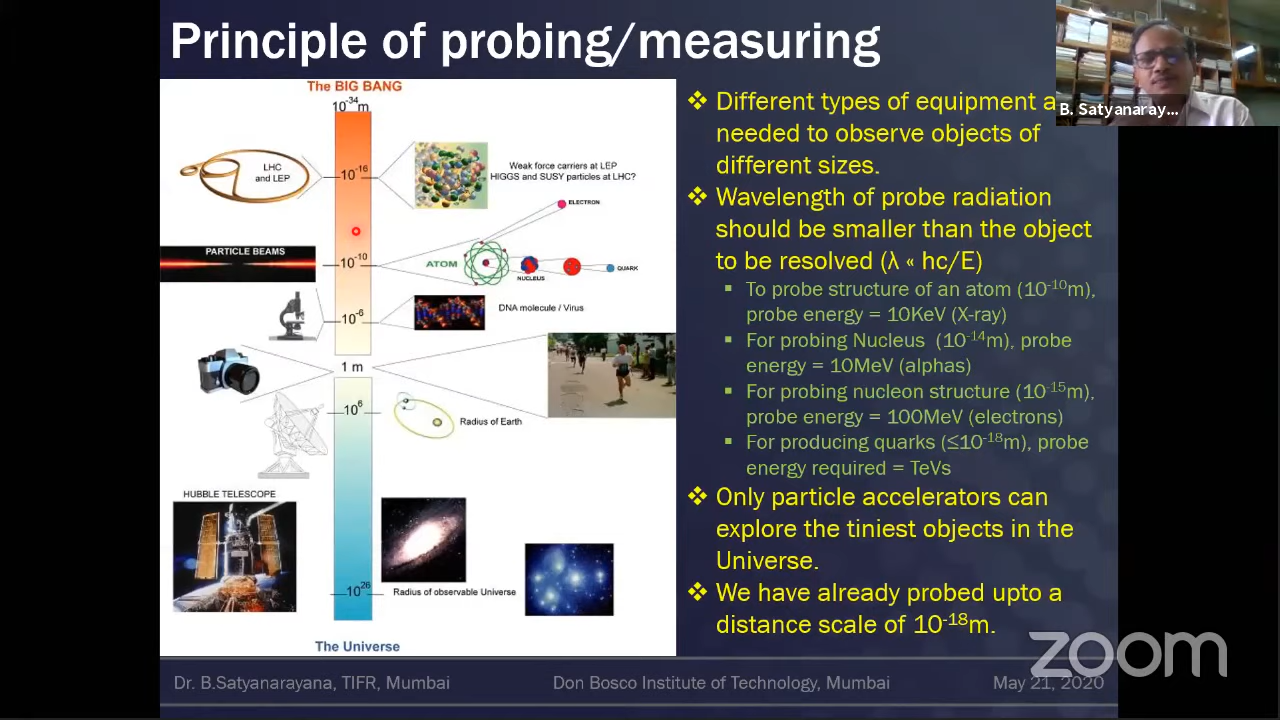 Principle of probing/measuring
The BIG BANG
10⁻³⁴m
LHC
and LEP
10⁻¹⁶
Weak force carriers at LEP
HIGGS and SUSY particles at LHC?
ELECTRON
PARTICLE BEAMS
10⁻¹⁰
ATOM
NUCLEUS
QUARK
10⁻⁶
DNA molecule / Virus
1 m
10⁶
Radius of Earth
HUBBLE TELESCOPE
10²⁶
Radius of observable Universe
The Universe
❖ Different types of equipment a
needed to observe objects of
different sizes.
❖ Wavelength of probe radiation
should be smaller than the object
to be resolved (λ « hc/E)
▪ To probe structure of an atom (10⁻¹⁰m),
probe energy = 10KeV (X-ray)
▪ For probing Nucleus (10⁻¹⁴m), probe
energy = 10MeV (alphas)
▪ For probing nucleon structure (10⁻¹⁵m),
probe energy = 100MeV (electrons)
▪ For producing quarks (≤10⁻¹⁸m), probe
energy required = TeVs
❖ Only particle accelerators can
explore the tiniest objects in the
Universe.
❖ We have already probed upto a
distance scale of 10⁻¹⁸m.
B. Satyanaray...
zoom
Dr. B.Satyanarayana, TIFR, Mumbai
Don Bosco Institute of Technology, Mumbai
May 21, 2020